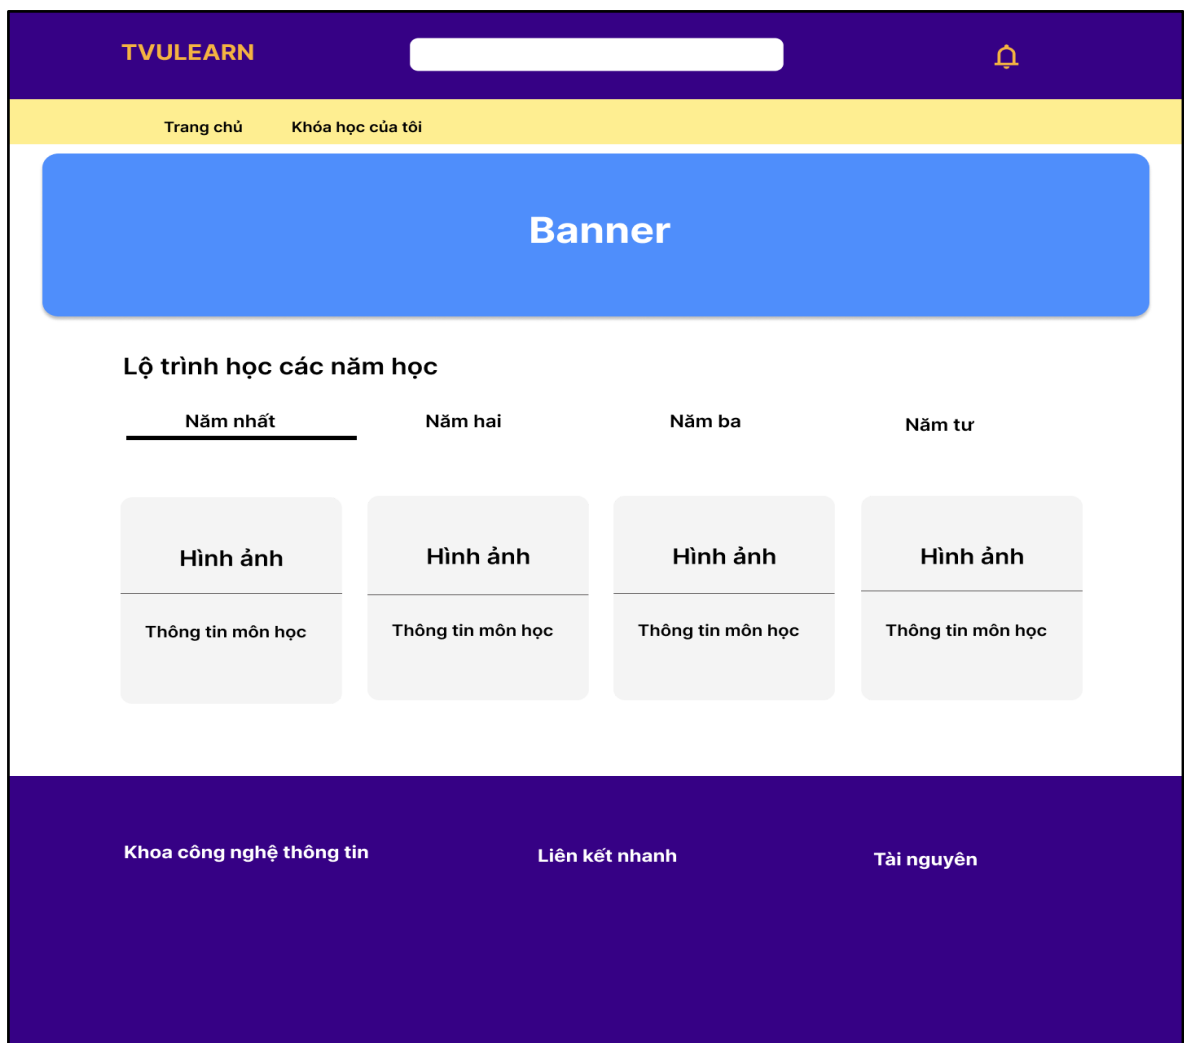 TVULEARN
Trang chủ
Khóa học của tôi
Banner
Lộ trình học các năm học
Năm nhất
Năm hai
Năm ba
Năm tư
Hình ảnh
Hình ảnh
Hình ảnh
Hình ảnh
Thông tin môn học
Thông tin môn học
Thông tin môn học
Thông tin môn học
Khoa công nghệ thông tin
Liên kết nhanh
Tài nguyên